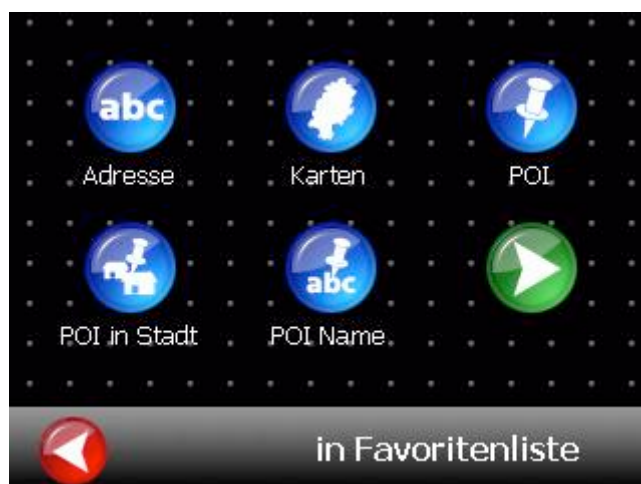 abc
Adresse
Karten
POI
POI in Stadt
abc
POI Name
in Favoritenliste